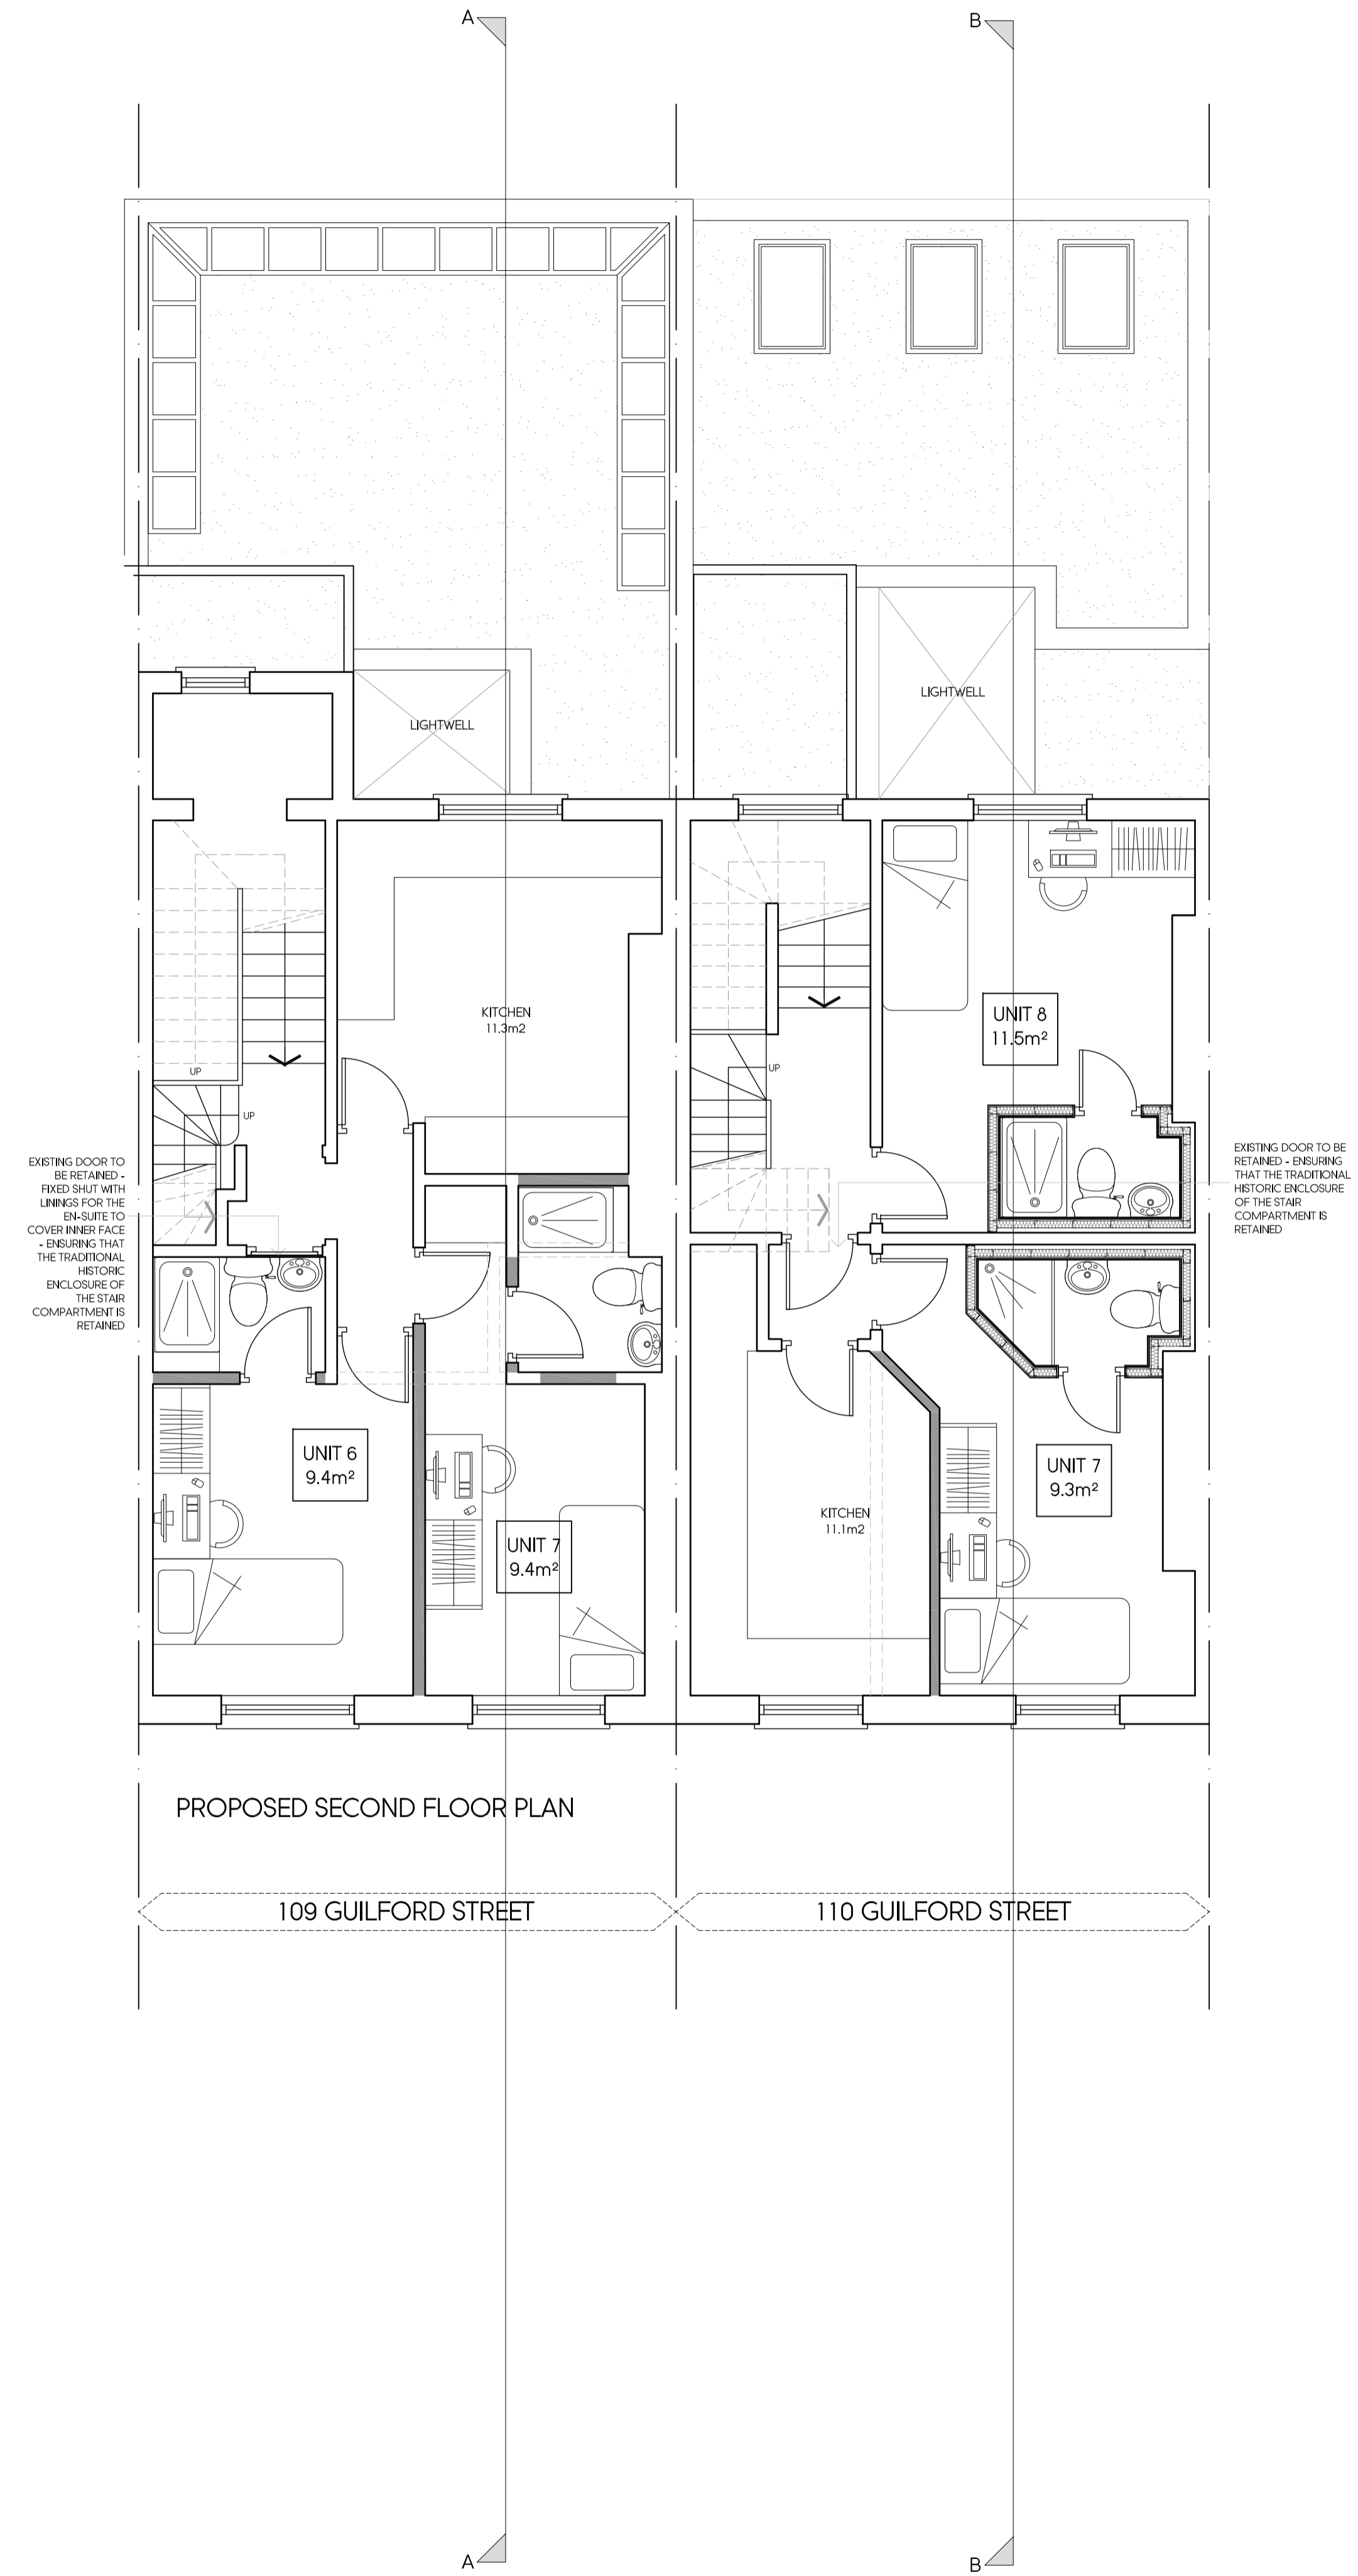 A
B
LIGHTWELL
LIGHTWELL
KITCHEN
11.3m2
UNIT 8
11.5m²
UP
UP
UP
EXISTING DOOR TO
BE RETAINED -
FIXED SHUT WITH
LININGS FOR THE
EN-SUITE TO
COVER INNER FACE
- ENSURING THAT
THE TRADITIONAL
HISTORIC
ENCLOSURE OF
THE STAIR
COMPARTMENT IS
RETAINED
EXISTING DOOR TO BE
RETAINED - ENSURING
THAT THE TRADITIONAL
HISTORIC ENCLOSURE
OF THE STAIR
COMPARTMENT IS
RETAINED
UNIT 6
9.4m²
UNIT 7
9.4m²
KITCHEN
11.1m2
UNIT 7
9.3m²
PROPOSED SECOND FLOOR PLAN
109 GUILFORD STREET
110 GUILFORD STREET
A
B